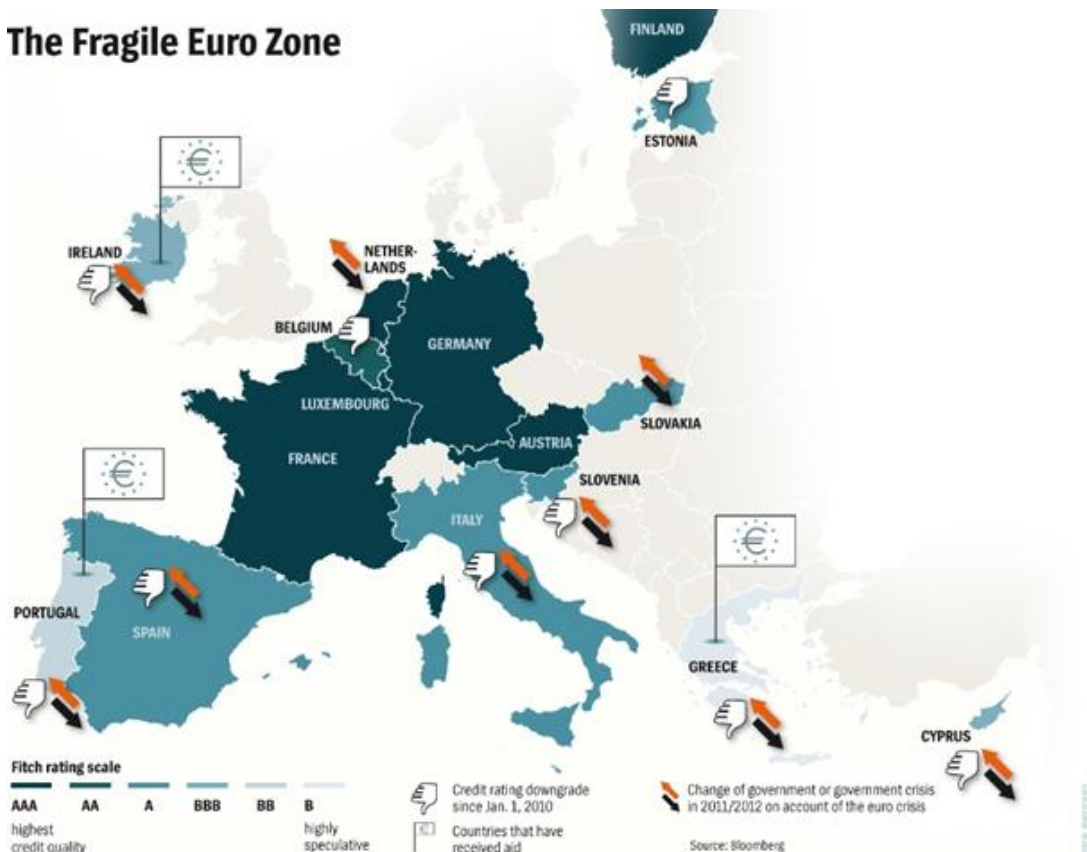 The Fragile Euro Zone
FINLAND
ESTONIA
IRELAND
NETHER-
LANDS
BELGIUM
GERMANY
LUXEMBOURG
SLOVAKIA
AUSTRIA
FRANCE
SLOVENIA
ITALY
PORTUGAL
SPAIN
GREECE
CYPRUS
Fitch rating scale
AAA AA A BBB BB B
highest
credit quality
highly
speculative
Credit rating downgrade
since Jan. 1, 2010
€ Countries that have
received aid
Change of government or government crisis
in 2011/2012 on account of the euro crisis
Source: Bloomberg
€
€
€